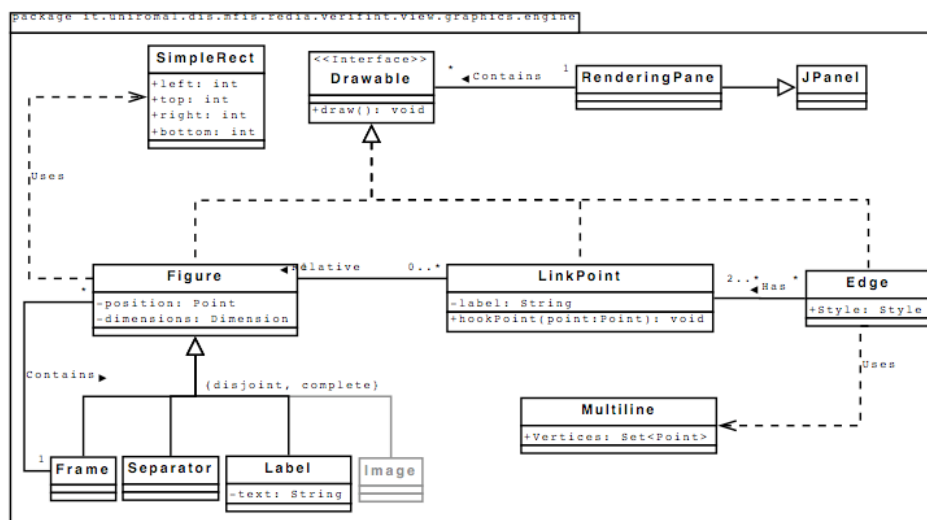 package it.uniroma1.dis.mfis.redia.verifint.view.graphics.engine
SimpleRect
+left: int
+top: int
+right: int
+bottom: int
<<Interface>>
Drawable
+draw(): void
* Contains 1
RenderingPane
JPanel
Uses
Figure
-position: Point
-dimensions: Dimension
*
Relative
0..*
LinkPoint
-label: String
+hookPoint(point:Point): void
2..* *
Has
Edge
+Style: Style
Contains
{disjoint, complete}
Uses
Multiline
+Vertices: Set<Point>
1
Frame
Separator
Label
-text: String
Image